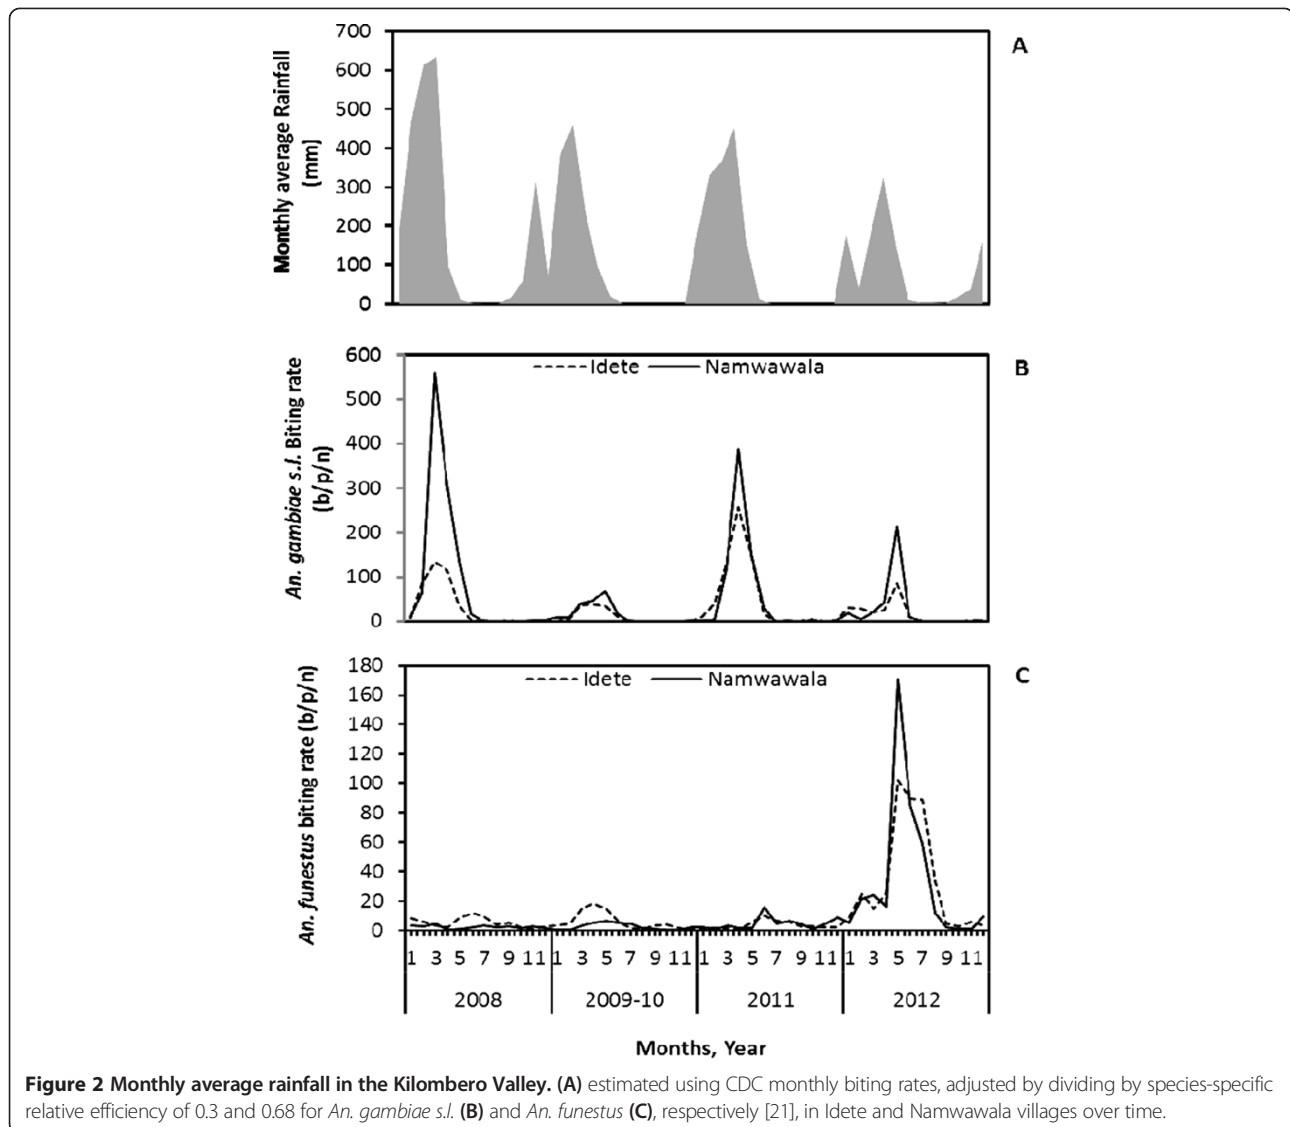 A
Monthly average Rainfall
(mm)
700
600
500
400
300
200
100
0
B
Idete Namwawala
An. gambiae s.l. Biting rate
(b/p/n)
600
500
400
300
200
100
0
C
Idete Namwawala
An. funestus biting rate (b/p/n)
180
160
140
120
100
80
60
40
20
0
1 3 5 7 9 11 1 3 5 7 9 11 1 3 5 7 9 11 1 3 5 7 9 11
2008 2009-10 2011 2012
Months, Year
Figure 2 Monthly average rainfall in the Kilombero Valley. (A) estimated using CDC monthly biting rates, adjusted by dividing by species-specific
relative efficiency of 0.3 and 0.68 for An. gambiae s.l. (B) and An. funestus (C), respectively [21], in Idete and Namwawala villages over time.